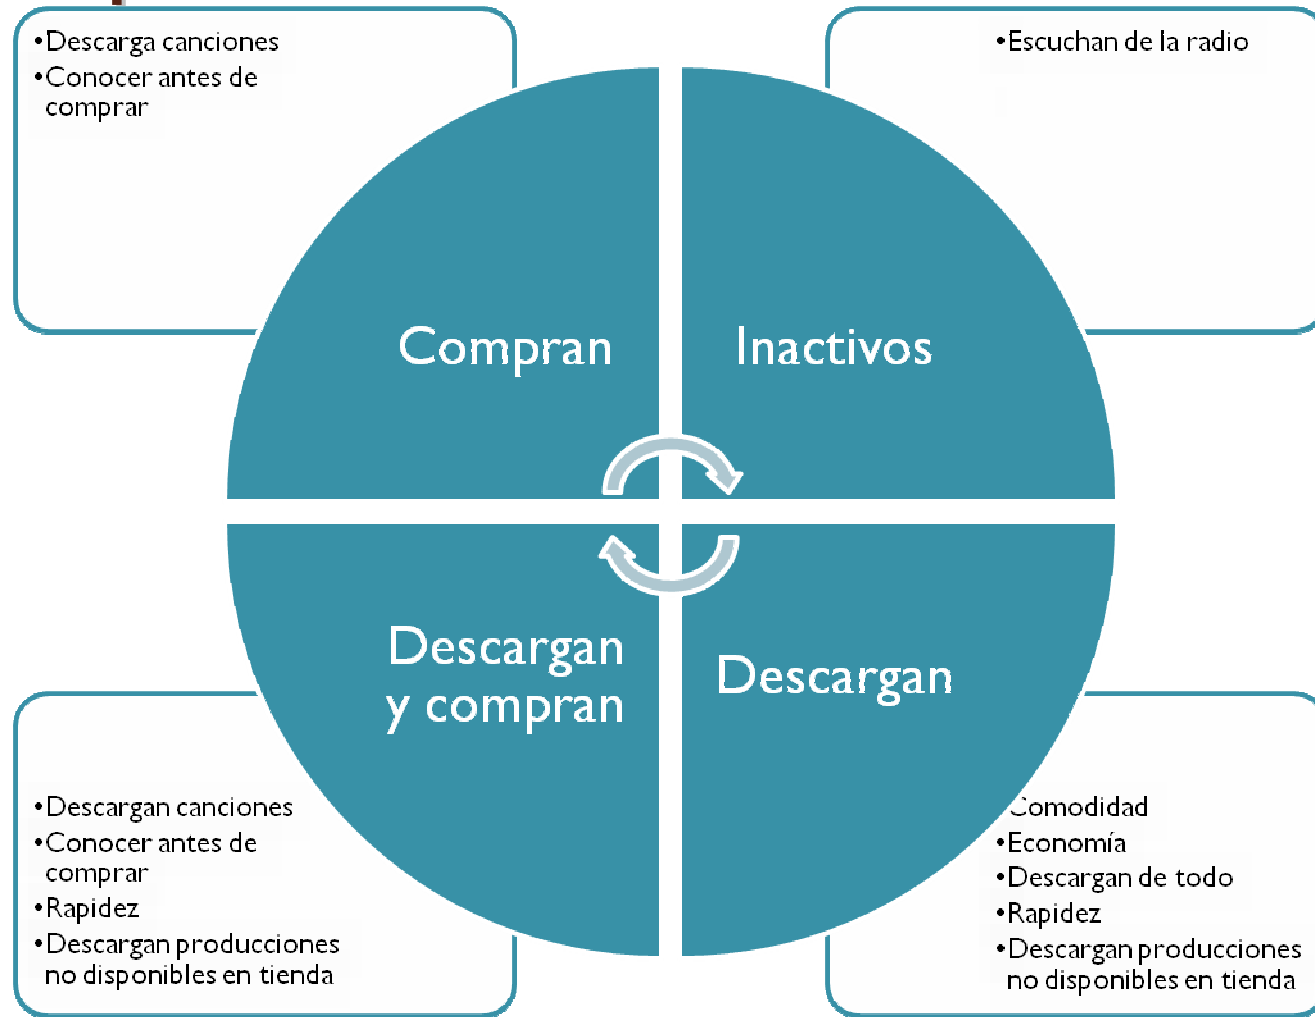 •Descarga canciones
•Conocer antes de
comprar
•Escuchan de la radio
Compran
Inactivos
Descargan
y compran
Descargan
•Descargan canciones
•Conocer antes de
comprar
•Rapidez
•Descargan producciones
no disponibles en tienda
Comodidad
•Economía
•Descargan de todo
•Rapidez
•Descargan producciones
no disponibles en tienda